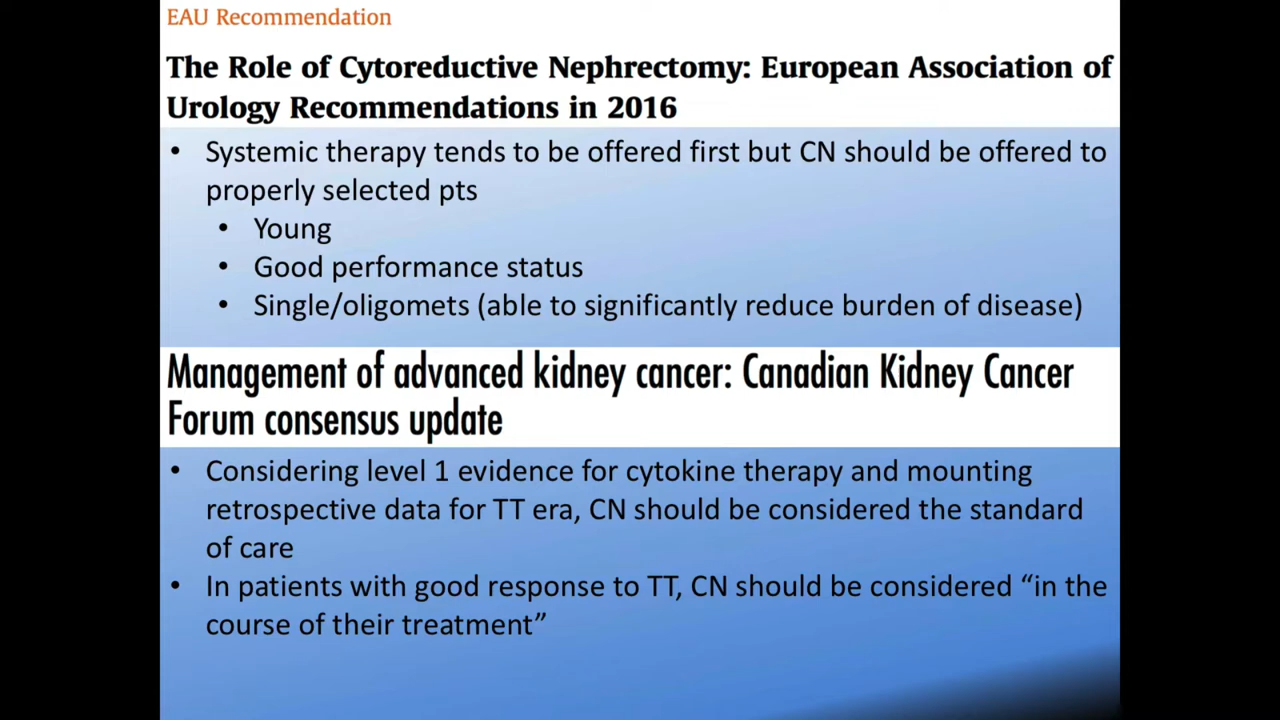 EAU Recommendation
The Role of Cytoreductive Nephrectomy: European Association of
Urology Recommendations in 2016
• Systemic therapy tends to be offered first but CN should be offered to
properly selected pts
• Young
• Good performance status
• Single/oligomets (able to significantly reduce burden of disease)
Management of advanced kidney cancer: Canadian Kidney Cancer
Forum consensus update
• Considering level 1 evidence for cytokine therapy and mounting
retrospective data for TT era, CN should be considered the standard
of care
• In patients with good response to TT, CN should be considered “in the
course of their treatment”